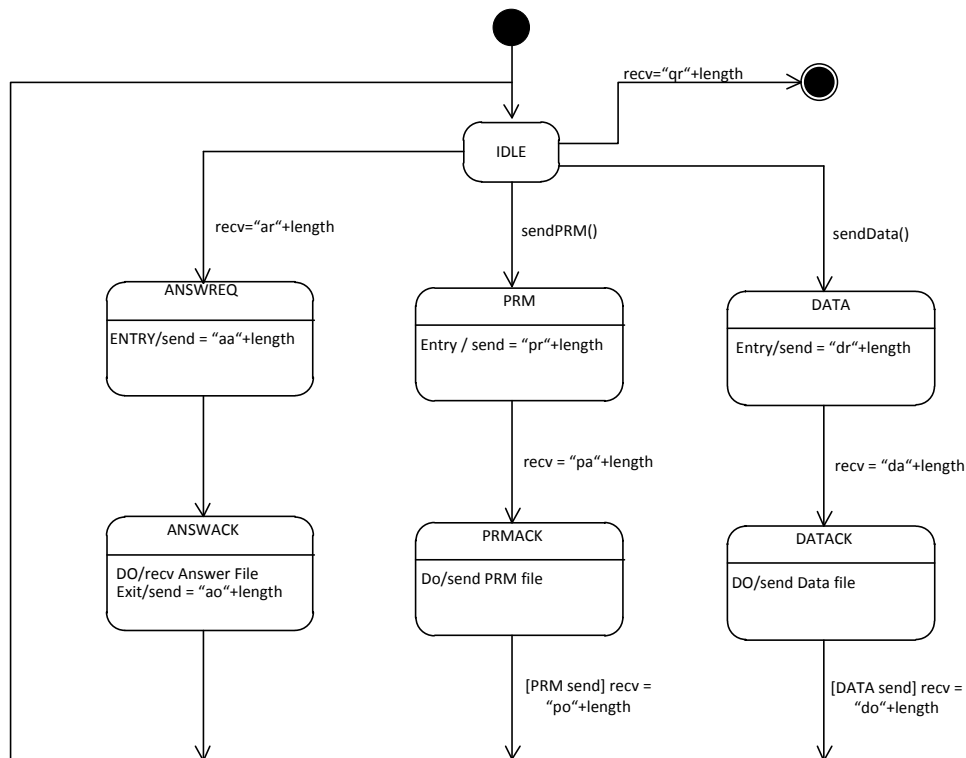 recv=“qr“+length
IDLE
recv=“ar“+length
sendPRM()
sendData()
ANSWREQ
ENTRY/send = “aa“+length
PRM
Entry / send = “pr“+length
DATA
Entry/send = “dr“+length
recv = “pa“+length
recv = “da“+length
ANSWACK
DO/recv Answer File
Exit/send = “ao“+length
PRMACK
Do/send PRM file
DATACK
DO/send Data file
[PRM send] recv =
“po“+length
[DATA send] recv =
“do“+length